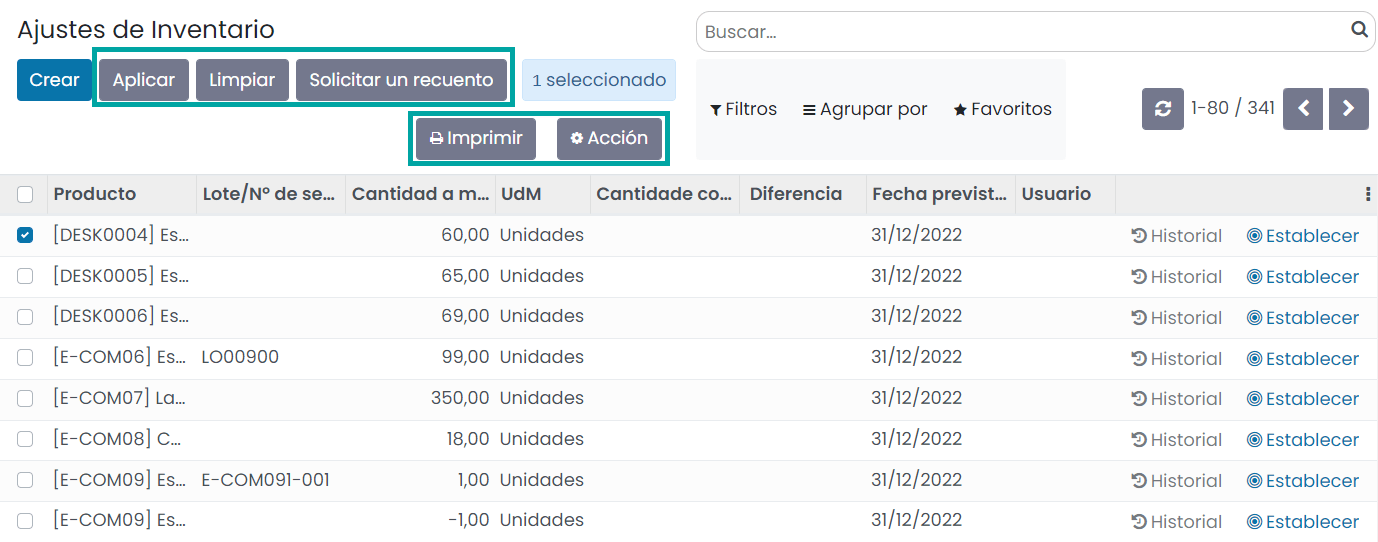 Ajustes de Inventario
Buscar...
Crear Aplicar Limpiar Solicitar un recuento 1 seleccionado
Filtros Agrupar por Favoritos 1-80 / 341
Imprimir Acción
Producto Lote/Nº de se... Cantidad a m... UdM Cantidade co... Diferencia Fecha previst... Usuario
[DESK0004] Es... 60,00 Unidades 31/12/2022 Historial Establecer
[DESK0005] Es... 65,00 Unidades 31/12/2022 Historial Establecer
[DESK0006] Es... 69,00 Unidades 31/12/2022 Historial Establecer
[E-COM06] Es... LO00900 99,00 Unidades 31/12/2022 Historial Establecer
[E-COM07] La... 350,00 Unidades 31/12/2022 Historial Establecer
[E-COM08] C... 18,00 Unidades 31/12/2022 Historial Establecer
[E-COM09] Es... E-COM091-001 1,00 Unidades 31/12/2022 Historial Establecer
[E-COM09] Es... -1,00 Unidades 31/12/2022 Historial Establecer